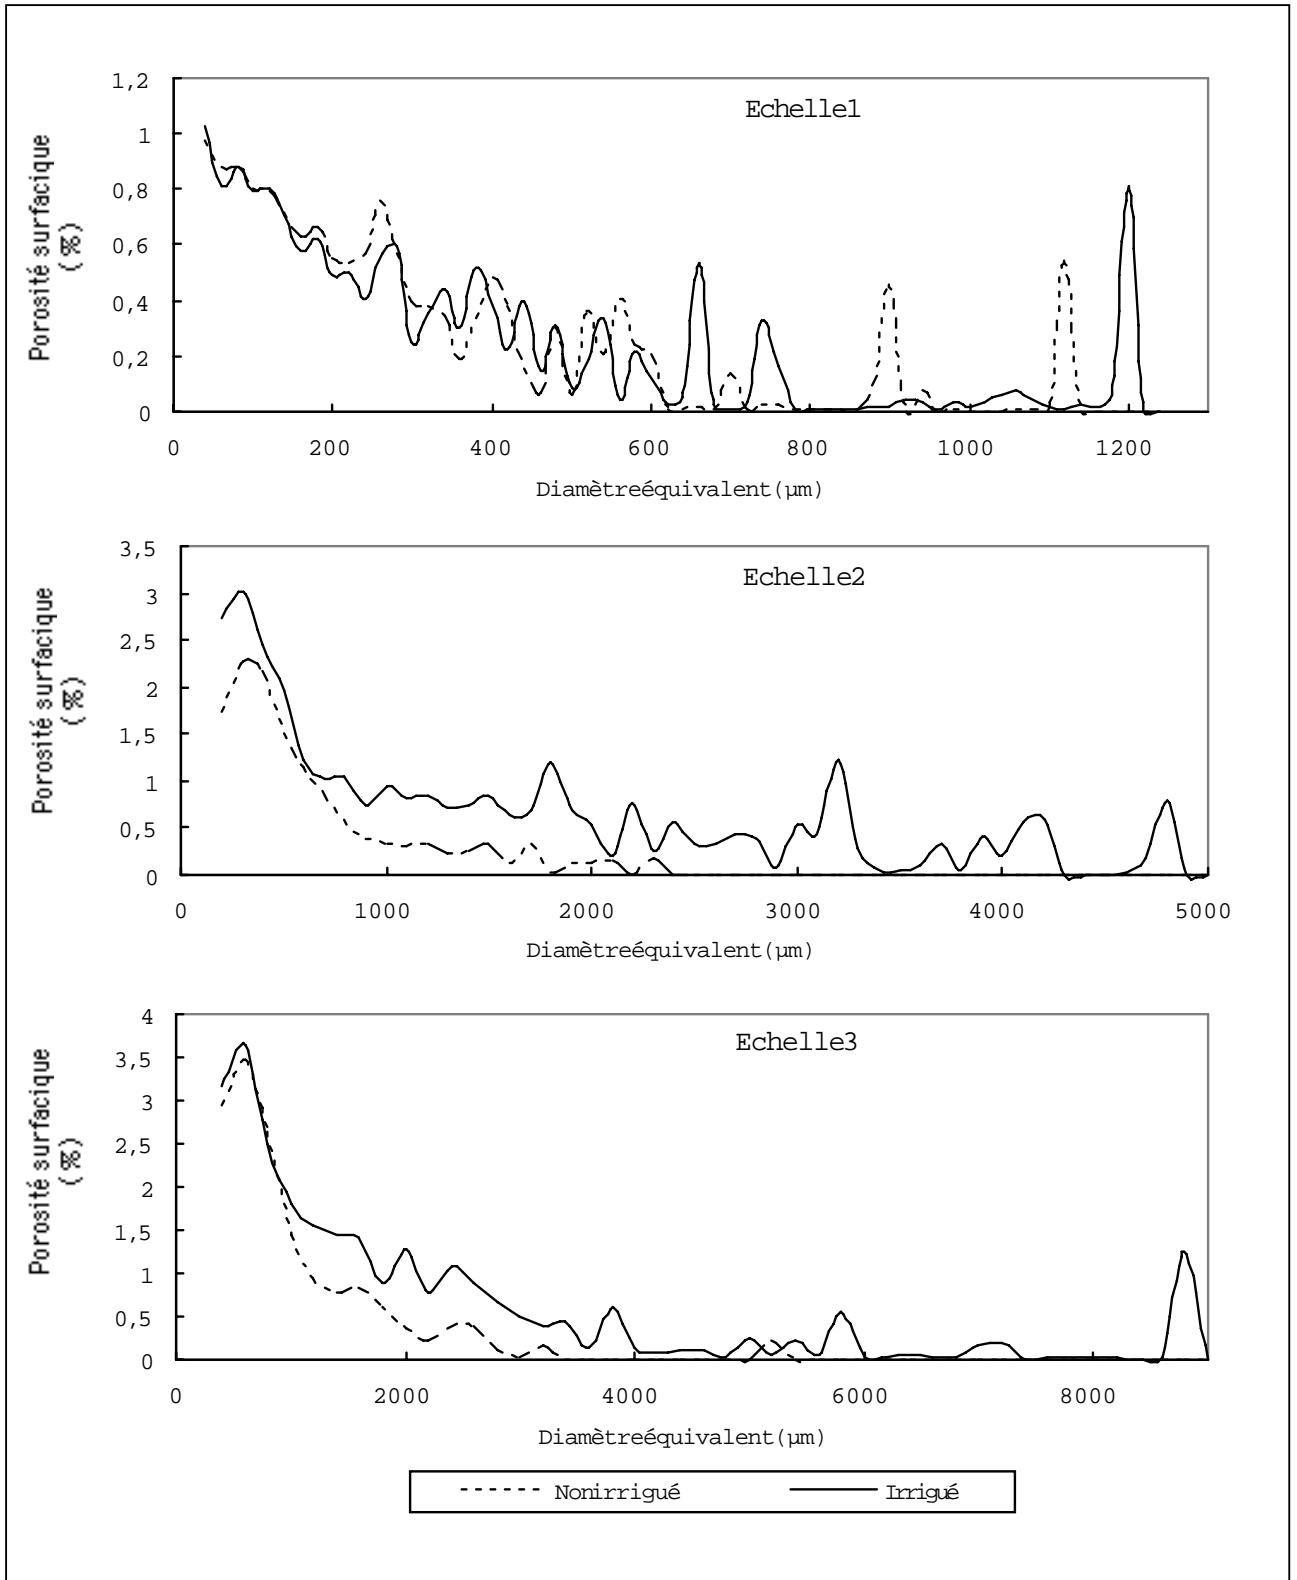 Echelle1
Porosité surfacique
(%)
1,2
1
0,8
0,6
0,4
0,2
0
0 200 400 600 800 1000 1200
Diamètreéquivalent(µm)
Echelle2
Porosité surfacique
(%)
3,5
3
2,5
2
1,5
1
0,5
0
0 1000 2000 3000 4000 5000
Diamètreéquivalent(µm)
Echelle3
Porosité surfacique
(%)
4
3,5
3
2,5
2
1,5
1
0,5
0
0 2000 4000 6000 8000
Diamètreéquivalent(µm)
Nonirrigué Irrigué